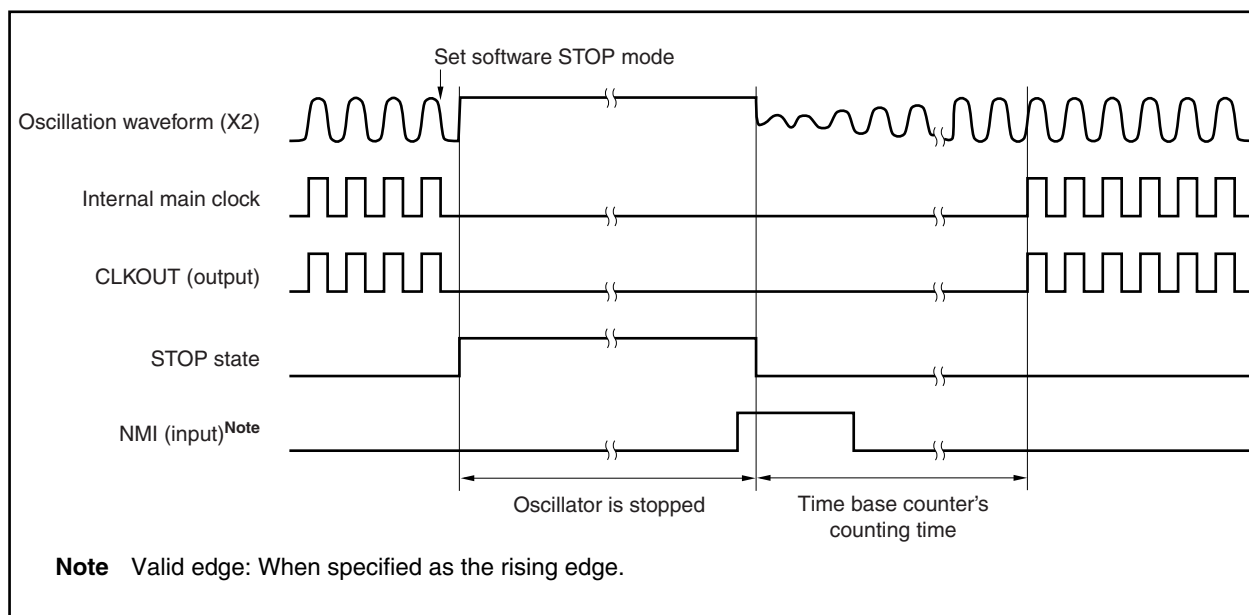 Set software STOP mode
Oscillation waveform (X2)
Internal main clock
CLKOUT (output)
STOP state
NMI (input)Note
Oscillator is stopped
Time base counter's
counting time
Note Valid edge: When specified as the rising edge.